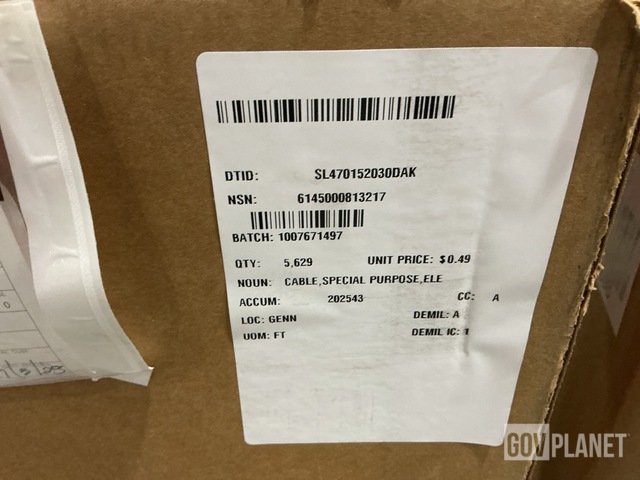 DTID: SL470152030DAK
NSN: 6145000813217
BATCH: 1007671497
QTY: 5,629 UNIT PRICE: $0.49
NOUN: CABLE,SPECIAL PURPOSE,ELE
ACCUM: 202543 CC: A
LOC: GENN DEMIL: A
UOM: FT DEMIL IC: 1
GOVPLANET